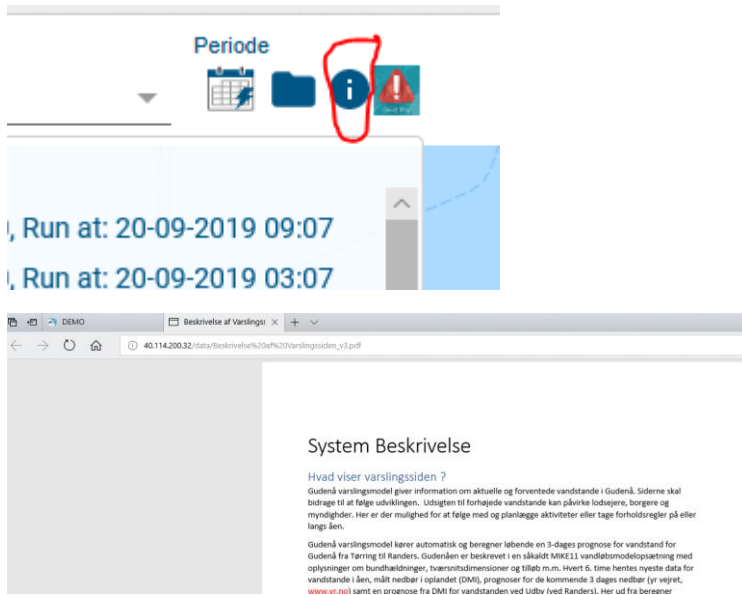 Periode
, Run at: 20-09-2019 09:07
, Run at: 20-09-2019 03:07
DEMO
Beskrivelse af Varslings:
40.114.200.32/data/Beskrivelse%20af%20Varslingssiden_v3.pdf
System Beskrivelse
Hvad viser varslingssiden ?
Gudenå varslingsmodel giver information om aktuelle og forventede vandstande i Gudenå. Siderne skal
bidrage til at følge udviklingen. Udsigten til forhøjede vandstande kan påvirke lodsejere, borgere og
myndigheder. Her er der mulighed for at følge med og planlægge aktiviteter eller tage forholdsregler på eller
langs åen.
Gudenå varslingsmodel kører automatisk og beregner løbende en 3-dages prognose for vandstand for
Gudenå fra Tørring til Randers. Gudenåen er beskrevet i en såkaldt MIKE11 vandløbsmodelopsætning med
oplysninger om bundhældninger, tværsnitsdimensioner og tilløb m.m. Hvert 6. time hentes nyeste data for
vandstande i åen, målt nedbør i oplandet (DMI), prognoser for de kommende 3 dages nedbør (yr vejret,
www.yr.no) samt en prognose fra DMI for vandstanden ved Udby (ved Randers). Her ud fra beregner